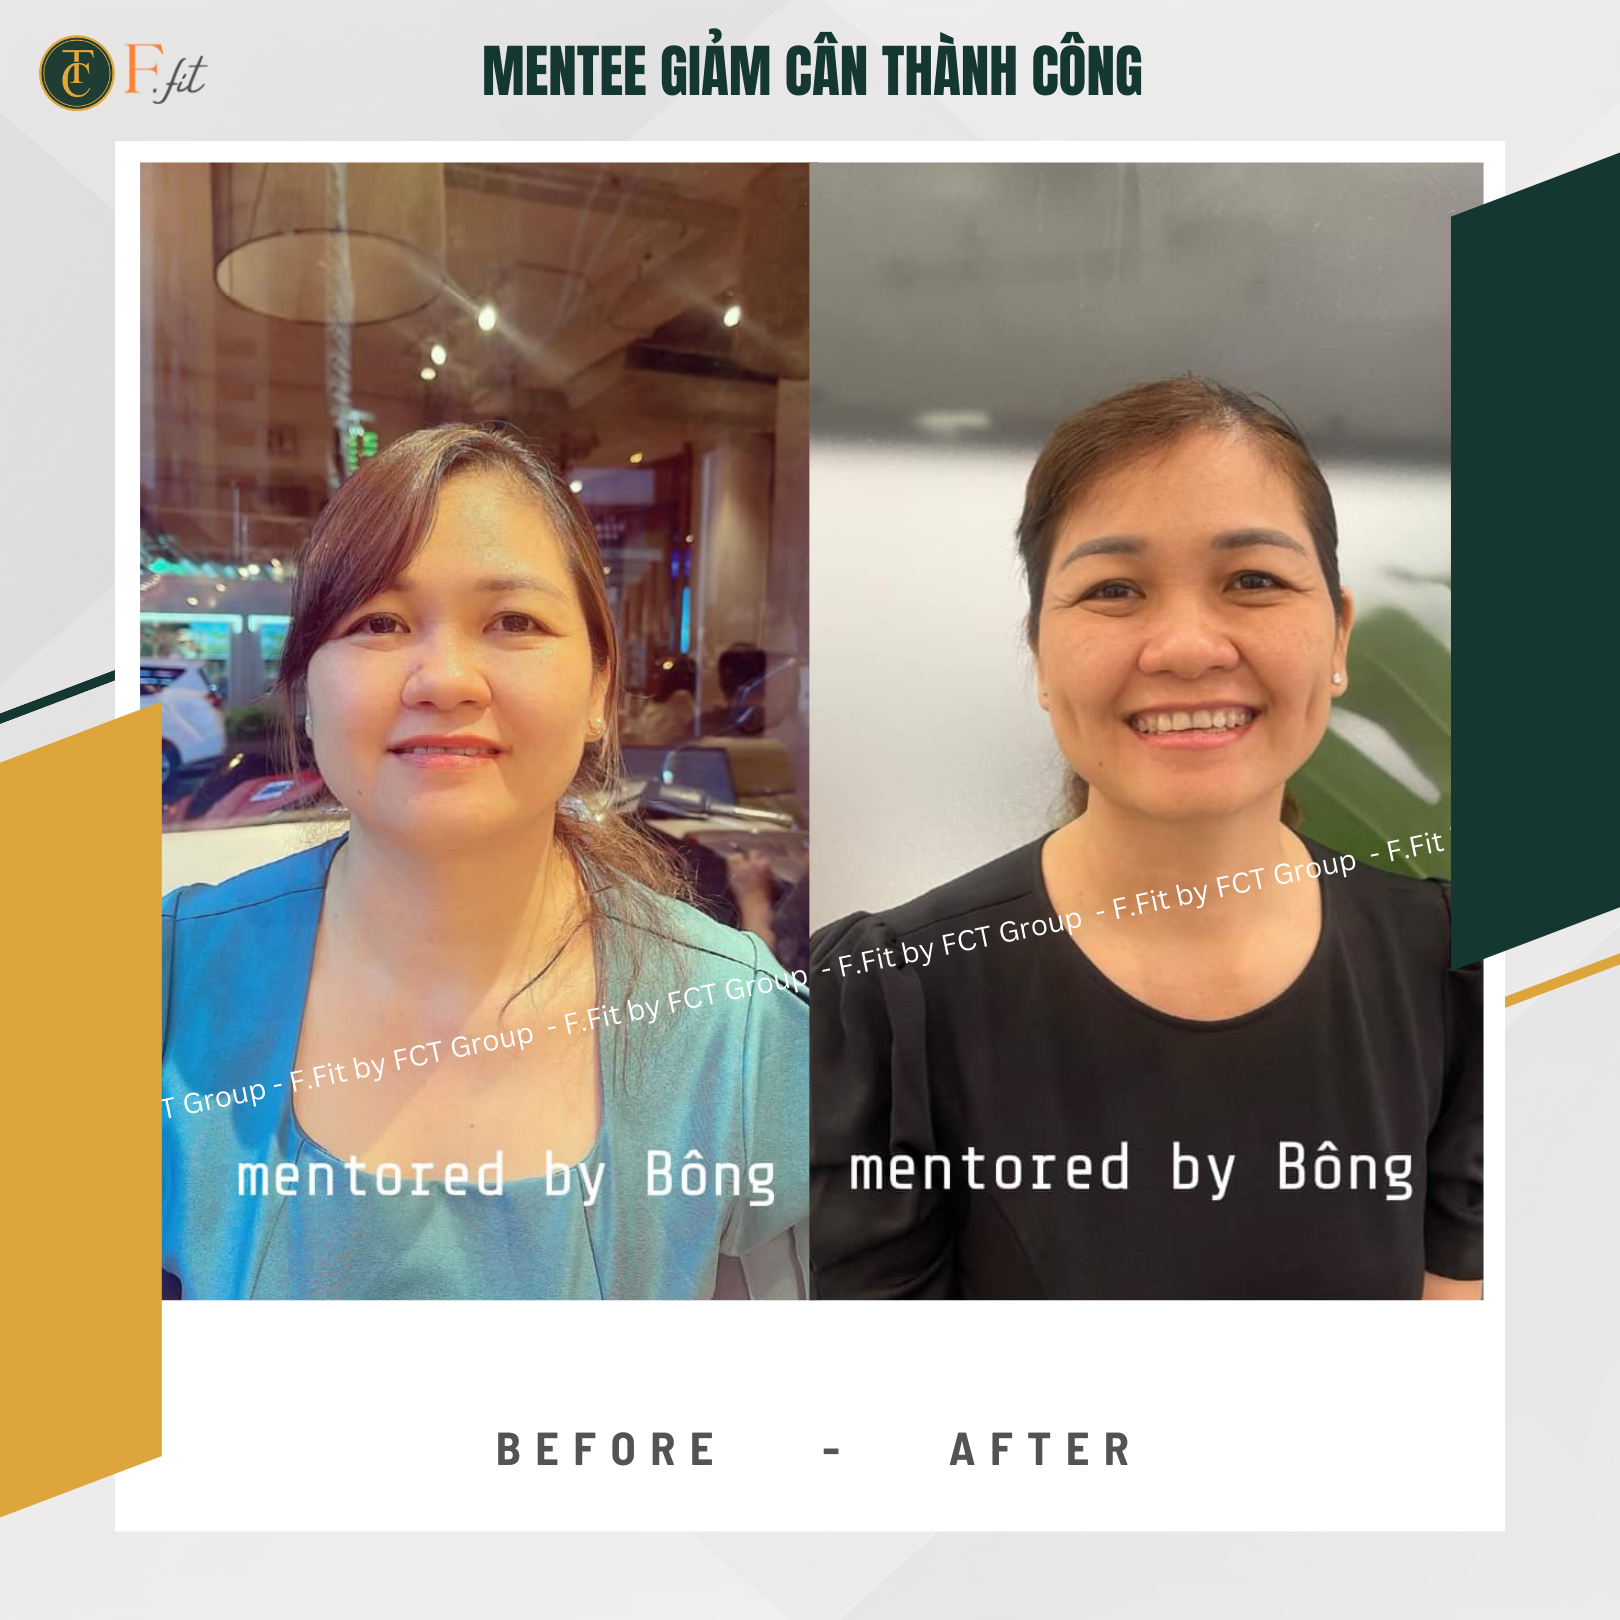 TCF F.fit
MENTEE GIẢM CÂN THÀNH CÔNG
T Group - F.Fit by FCT Group - F.Fit by FCT Group - F.Fit by FCT Group - F.Fit by FCT Group - F.Fit
mentored by Bông
mentored by Bông
BEFORE - AFTER